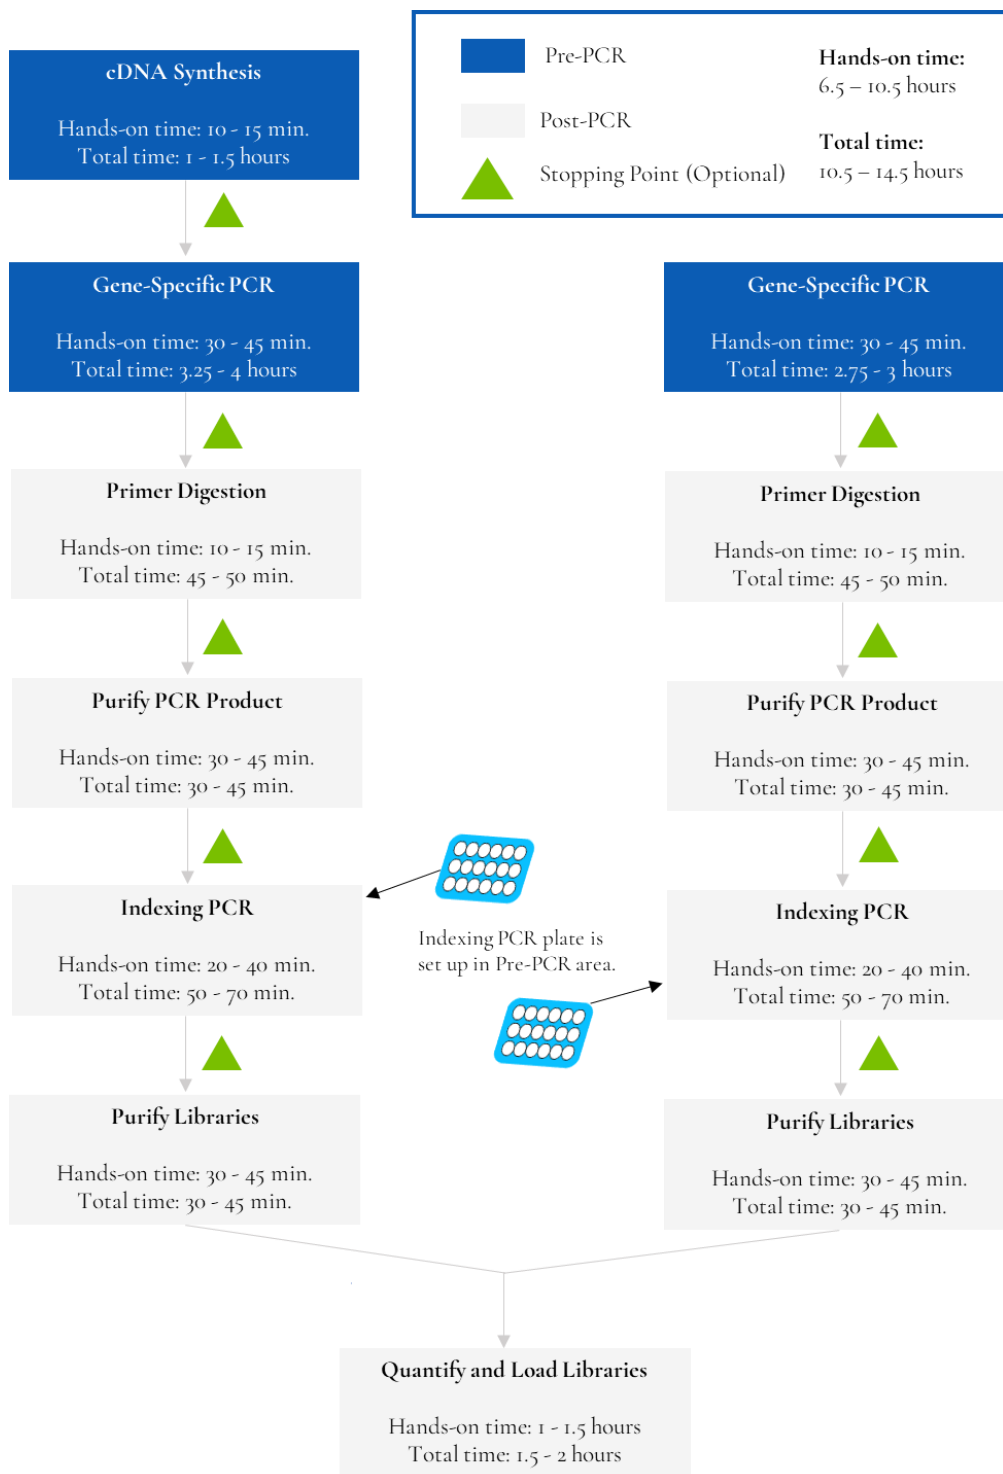 Pre-PCR
Post-PCR
Stopping Point (Optional)
Hands-on time:
6.5 – 10.5 hours
Total time:
10.5 – 14.5 hours
cDNA Synthesis
Hands-on time: 10 - 15 min.
Total time: 1 - 1.5 hours
Gene-Specific PCR
Hands-on time: 30 - 45 min.
Total time: 3.25 - 4 hours
Primer Digestion
Hands-on time: 10 - 15 min.
Total time: 45 - 50 min.
Purify PCR Product
Hands-on time: 30 - 45 min.
Total time: 30 - 45 min.
Indexing PCR
Hands-on time: 20 - 40 min.
Total time: 50 - 70 min.
Purify Libraries
Hands-on time: 30 - 45 min.
Total time: 30 - 45 min.
Indexing PCR plate is
set up in Pre-PCR area.
Gene-Specific PCR
Hands-on time: 30 - 45 min.
Total time: 2.75 - 3 hours
Primer Digestion
Hands-on time: 10 - 15 min.
Total time: 45 - 50 min.
Purify PCR Product
Hands-on time: 30 - 45 min.
Total time: 30 - 45 min.
Indexing PCR
Hands-on time: 20 - 40 min.
Total time: 50 - 70 min.
Purify Libraries
Hands-on time: 30 - 45 min.
Total time: 30 - 45 min.
Quantify and Load Libraries
Hands-on time: 1 - 1.5 hours
Total time: 1.5 - 2 hours